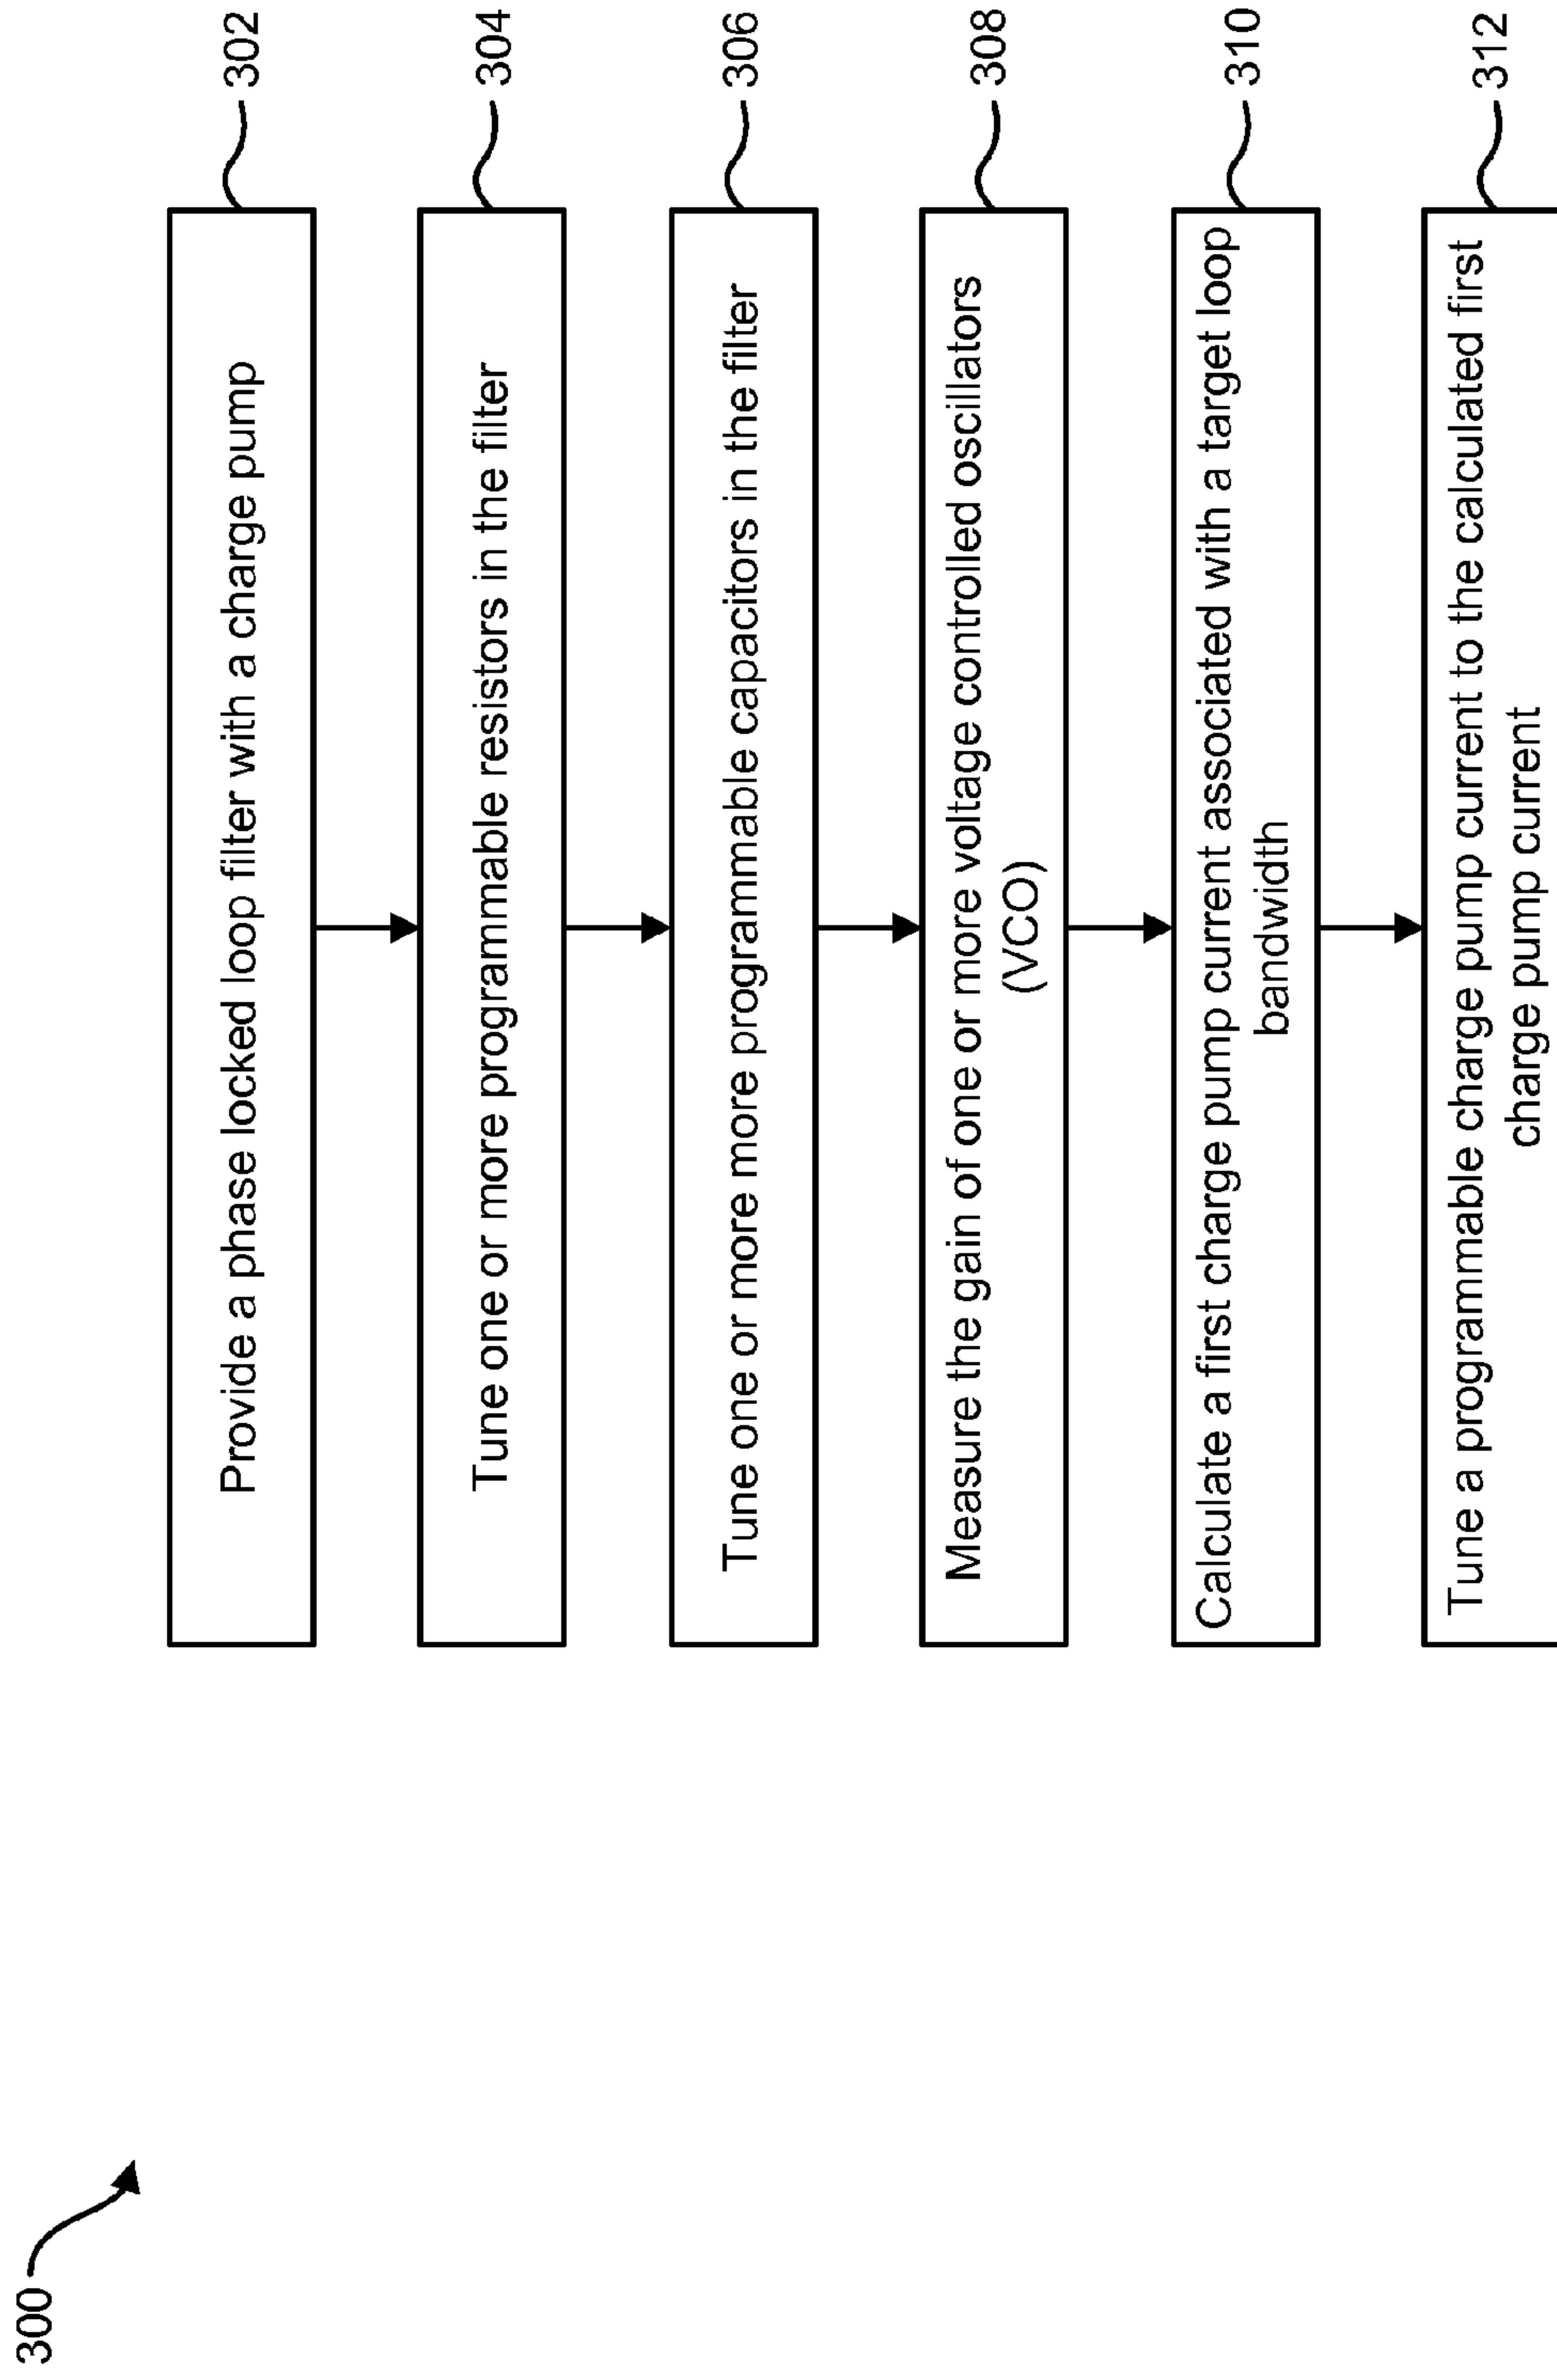 300
Provide a phase locked loop filter with a charge pump
302
Tune one or more programmable resistors in the filter
304
Tune one or more more programmable capacitors in the filter
306
Measure the gain of one or more voltage controlled oscillators
(VCO)
308
Calculate a first charge pump current associated with a target loop
bandwidth
310
Tune a programmable charge pump current to the calculated first
charge pump current
312